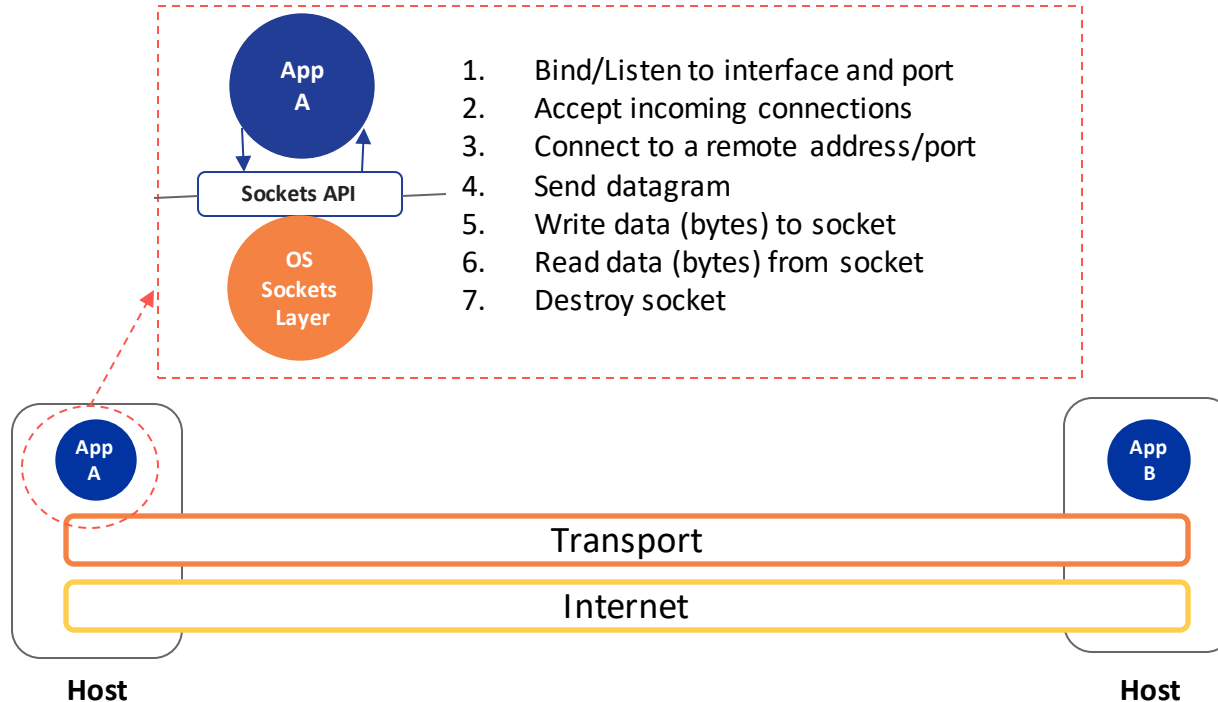 App
A
Sockets API
OS
Sockets
Layer
1. Bind/Listen to interface and port
2. Accept incoming connections
3. Connect to a remote address/port
4. Send datagram
5. Write data (bytes) to socket
6. Read data (bytes) from socket
7. Destroy socket
App
A
App
B
Transport
Internet
Host
Host